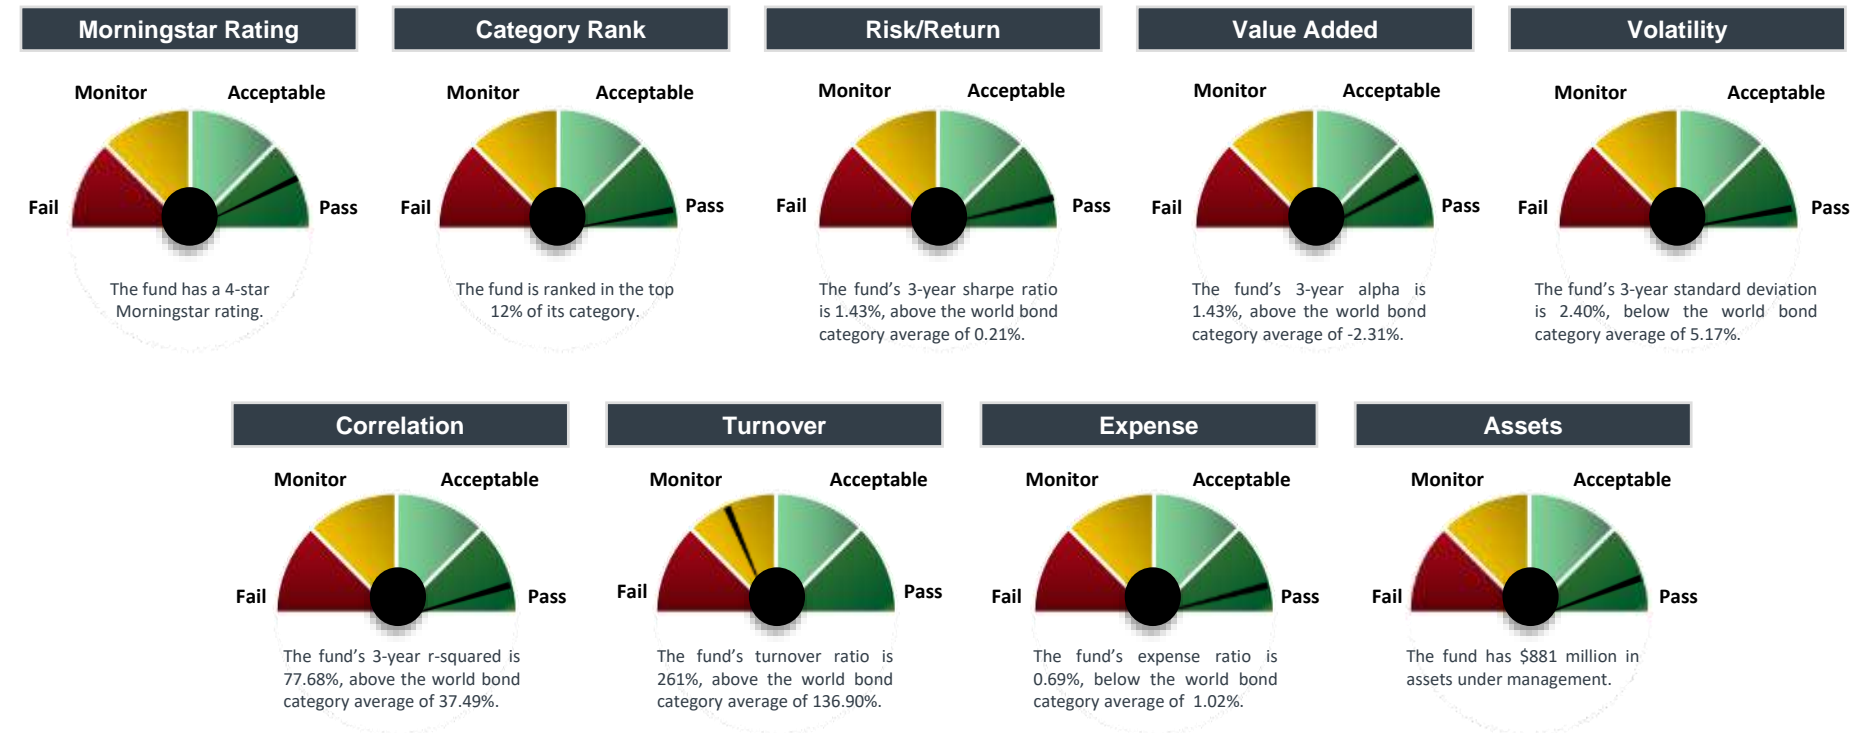 Morningstar Rating
Category Rank
Risk/Return
Value Added
Volatility
Monitor
Acceptable
Fail
Pass
The fund has a 4-star
Morningstar rating.
Monitor
Acceptable
Fail
Pass
The fund is ranked in the top
12% of its category.
Monitor
Acceptable
Fail
Pass
The fund’s 3-year sharpe ratio
is 1.43%, above the world bond
category average of 0.21%.
Monitor
Acceptable
Fail
Pass
The fund’s 3-year alpha is
1.43%, above the world bond
category average of -2.31%.
Monitor
Acceptable
Fail
Pass
The fund’s 3-year standard deviation
is 2.40%, below the world bond
category average of 5.17%.
Correlation
Turnover
Expense
Assets
Monitor
Acceptable
Fail
Pass
The fund’s 3-year r-squared is
77.68%, above the world bond
category average of 37.49%.
Monitor
Acceptable
Fail
Pass
The fund’s turnover ratio is
261%, above the world bond
category average of 136.90%.
Monitor
Acceptable
Fail
Pass
The fund’s expense ratio is
0.69%, below the world bond
category average of 1.02%.
Monitor
Acceptable
Fail
Pass
The fund has $881 million in
assets under management.